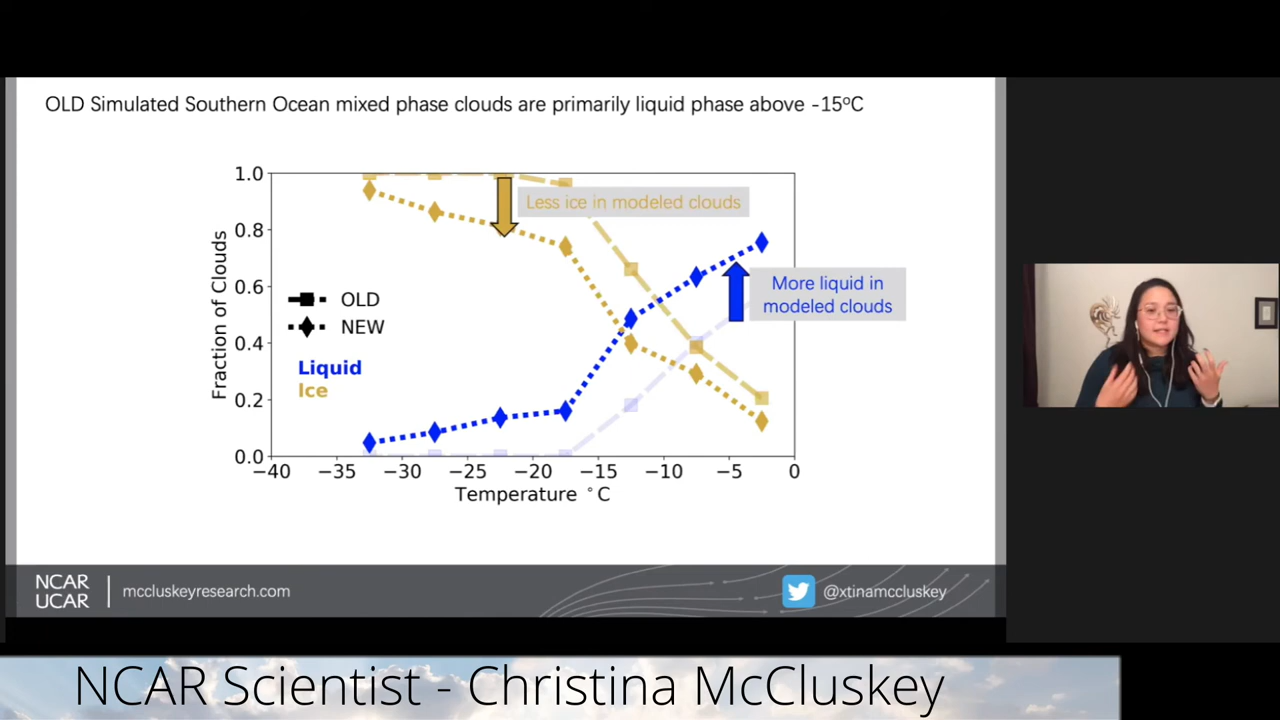 OLD Simulated Southern Ocean mixed phase clouds are primarily liquid phase above -15ºC
1.0
0.8
0.6
0.4
0.2
0.0
Fraction of Clouds
Less ice in modeled clouds
More liquid in
modeled clouds
OLD
NEW
Liquid
Ice
−40 −35 −30 −25 −20 −15 −10 −5 0
Temperature °C
NCAR
UCAR
mccluskeyresearch.com
@xtinamccluskey
NCAR Scientist - Christina McCluskey